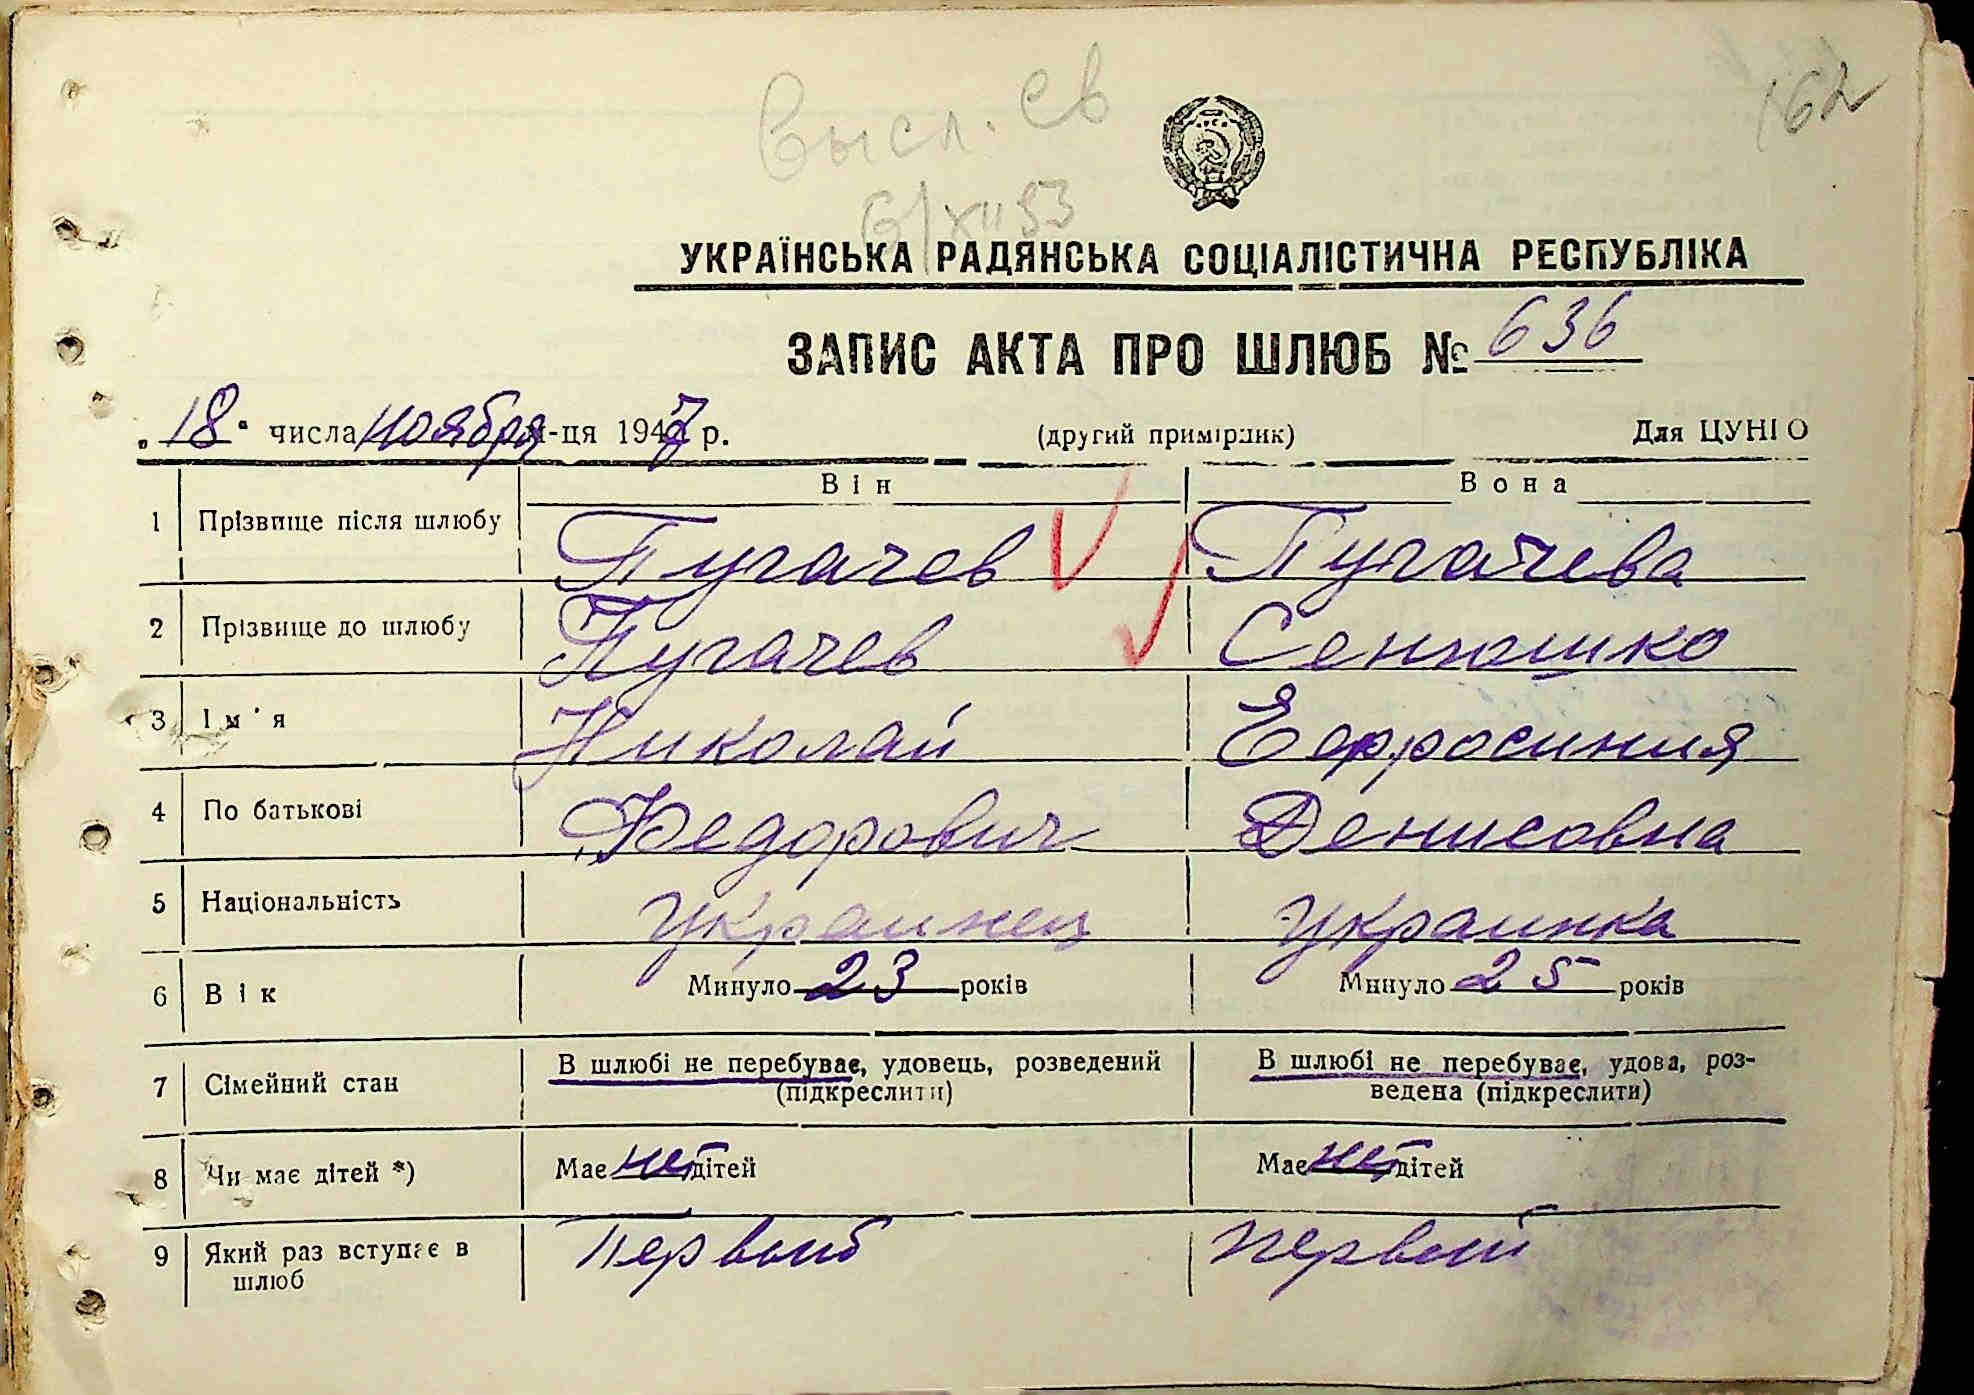 162
Высл. св
6/XII 53
УКРАЇНСЬКА РАДЯНСЬКА СОЦІАЛІСТИЧНА РЕСПУБЛІКА
ЗАПИС АКТА ПРО ШЛЮБ № 636
„18“ числа ноября м-ця 1947 р. (другий примірник) Для ЦУНГО
Він Вона
1 Прізвище після шлюбу Пугачев Пугачева
2 Прізвище до шлюбу Пугачев Сенюшко
3 Ім'я Николай Ефросиния
4 По батькові Федорович Денисовна
5 Національність Украинец Украинка
6 Вік Минуло 23 років Минуло 25 років
7 Сімейний стан В шлюбі не перебуває, удовець, розведений (підкреслити) В шлюбі не перебуває, удова, роз-
ведена (підкреслити)
8 Чи має дітей *) Має нет дітей Має нет дітей
9 Який раз вступає в шлюб Первый первый